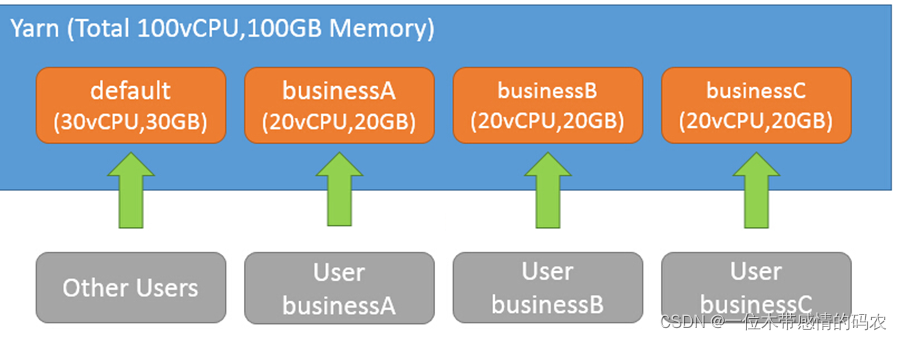 Yarn (Total 100vCPU,100GB Memory)
default
(30vCPU,30GB)
businessA
(20vCPU,20GB)
businessB
(20vCPU,20GB)
businessC
(20vCPU,20GB)
Other Users
User
businessA
User
businessB
User
businessC
CSDN @一位木带感情的码农